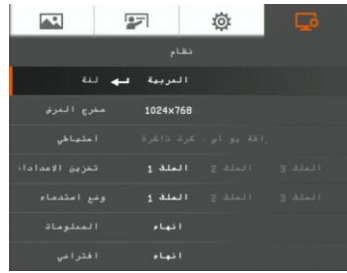 نظام
لغة العربية
مخرج العرض 1024x768
احتياطي
تخزين الاعدادات الملف 1 الملف 2 الملف 3
وضع استدعاء الملف 1 الملف 2 الملف 3
المعلومات انهاء
افتراضي انهاء